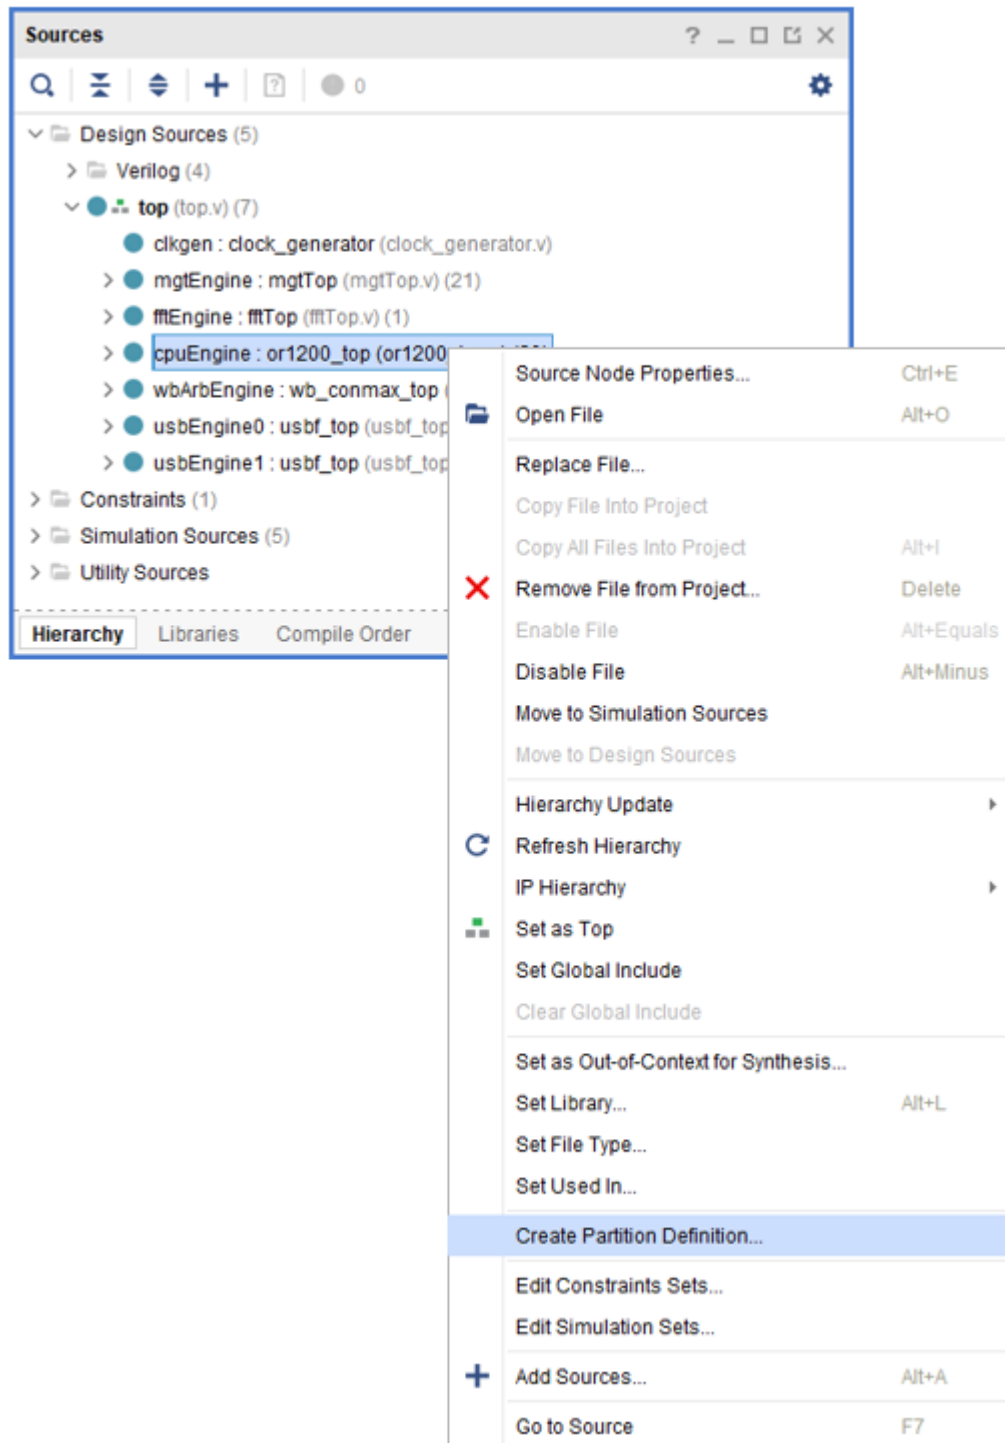 Sources
0
Design Sources (5)
Verilog (4)
top (top.v) (7)
clkgen : clock_generator (clock_generator.v)
mgtEngine : mgtTop (mgtTop.v) (21)
fftEngine : fftTop (fftTop.v) (1)
cpuEngine : or1200_top (or1200_
wbArbEngine : wb_conmax_top (
usbEngine0 : usbf_top (usbf_top
usbEngine1 : usbf_top (usbf_top
Constraints (1)
Simulation Sources (5)
Utility Sources
Hierarchy Libraries Compile Order
Source Node Properties... Ctrl+E
Open File Alt+O
Replace File...
Copy File Into Project
Copy All Files Into Project Alt+I
Remove File from Project... Delete
Enable File Alt+Equals
Disable File Alt+Minus
Move to Simulation Sources
Move to Design Sources
Hierarchy Update
Refresh Hierarchy
IP Hierarchy
Set as Top
Set Global Include
Clear Global Include
Set as Out-of-Context for Synthesis...
Set Library... Alt+L
Set File Type...
Set Used In...
Create Partition Definition...
Edit Constraints Sets...
Edit Simulation Sets...
Add Sources... Alt+A
Go to Source F7